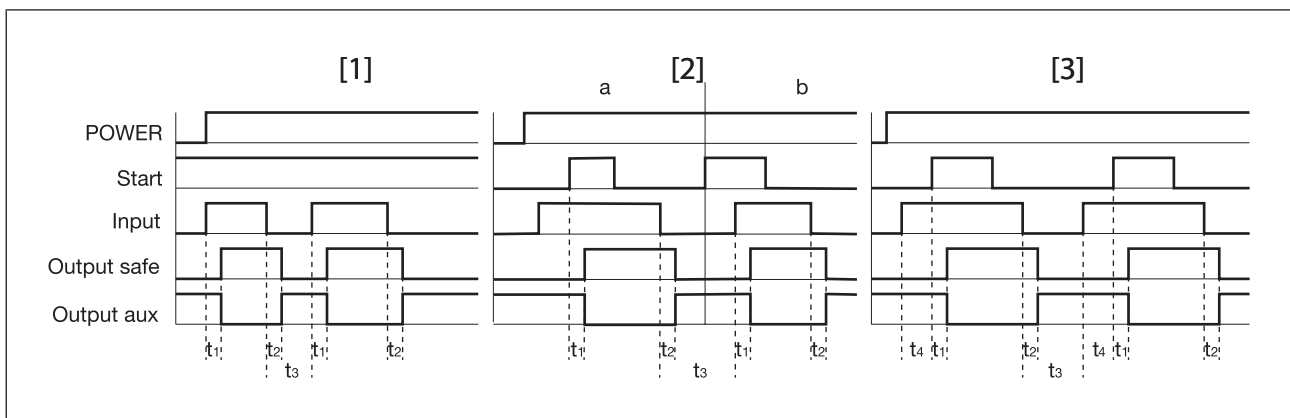 [1] [2] [3]
a b
POWER
Start
Input
Output safe
Output aux
t1 t2 t1 t2 t1 t2 t1 t2 t4 t1 t2 t4 t1 t2
t3 t3 t3